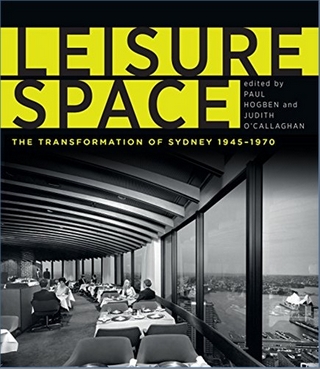 LEISURE
SPACE
edited by
PAUL
HOGBEN and
JUDITH
O'CALLAGHAN
THE TRANSFORMATION OF SYDNEY 1945–1970